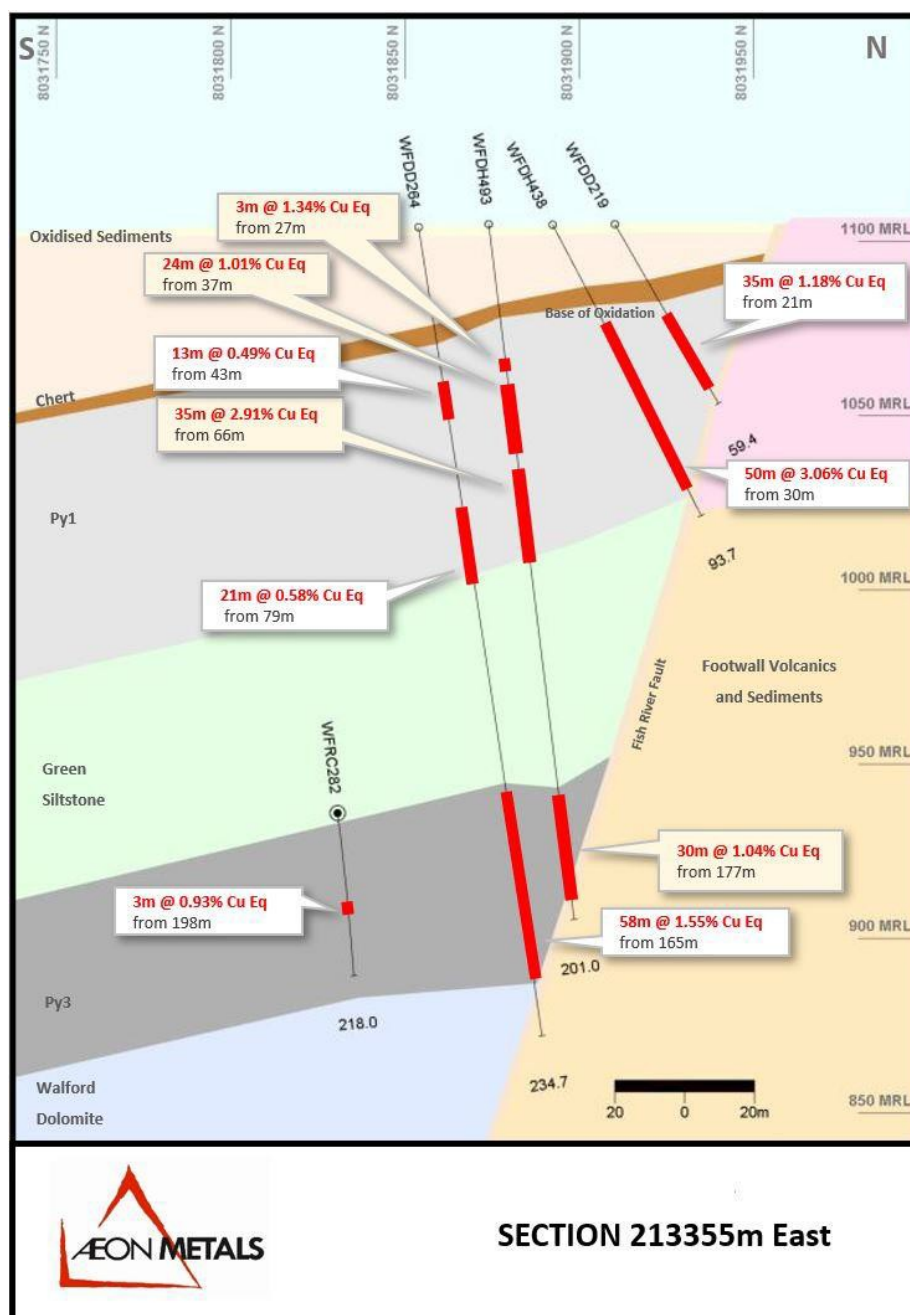 S
8031750 N
8031800 N
8031850 N
8031900 N
8031950 N
N
WFDD264
WFDH493
WFDH438
WFDD219
3m @ 1.34% Cu Eq
from 27m
Oxidised Sediments
1100 MRL
24m @ 1.01% Cu Eq
from 37m
35m @ 1.18% Cu Eq
from 21m
Base of Oxidation
13m @ 0.49% Cu Eq
from 43m
Chert
1050 MRL
35m @ 2.91% Cu Eq
from 66m
59.4
50m @ 3.06% Cu Eq
from 30m
Py1
93.7
1000 MRL
21m @ 0.58% Cu Eq
from 79m
Footwall Volcanics
and Sediments
Fish River Fault
WFRC282
950 MRL
Green
Siltstone
30m @ 1.04% Cu Eq
from 177m
3m @ 0.93% Cu Eq
from 198m
58m @ 1.55% Cu Eq
from 165m
900 MRL
201.0
Py3
218.0
234.7
Walford
Dolomite
20 0 20m
850 MRL
ÆON METALS
SECTION 213355m East